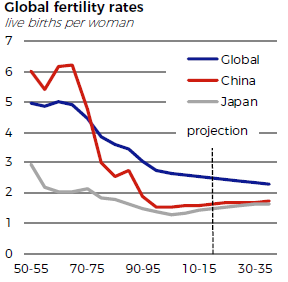 Global fertility rates
live births per woman
7
6
5
4
3
2
1
0
Global
China
Japan
projection
50-55 70-75 90-95 10-15 30-35